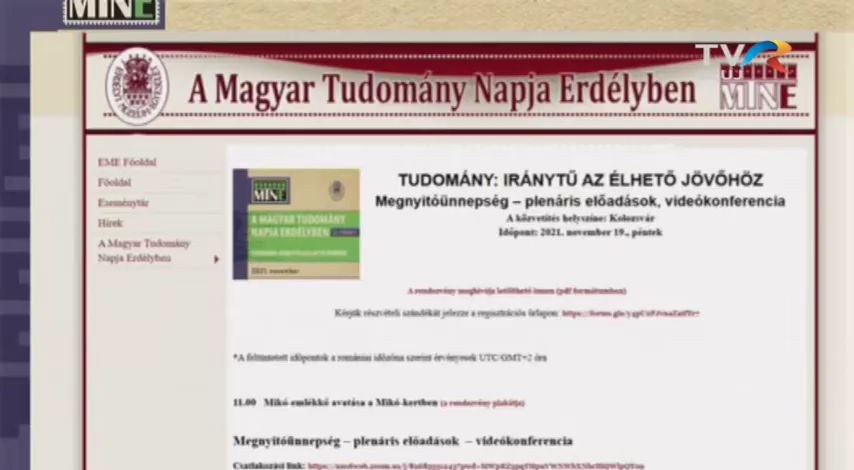 MINE
TVR
A Magyar Tudomány Napja Erdélyben
MINE
EME Főoldal
Főoldal
Eseménytár
Hírek
A Magyar Tudomány
Napja Erdélyben
MINE
A MAGYAR TUDOMÁNY
NAPJA ERDÉLYBEN
2021. november
TUDOMÁNY: IRÁNYTŰ AZ ÉLHETŐ JÖVŐHÖZ
Megnyitóünnepség – plenáris előadások, videókonferencia
A közvetítés helyszíne: Kolozsvár
Időpont: 2021. november 19., péntek
A rendezvény meghívója letölthető innen (pdf formátumban)
Kérjük részvételi szándékát jelezze a regisztrációs űrlapon:
*A feltüntetett időpontok a romániai időzóna szerint érvényesek UTC/GMT+2 óra
11.00 Mikó emlékkő avatása a Mikó-kertben (a rendezvény plakátja)
Megnyitóünnepség – plenáris előadások – videókonferencia
Csatlakozási link: